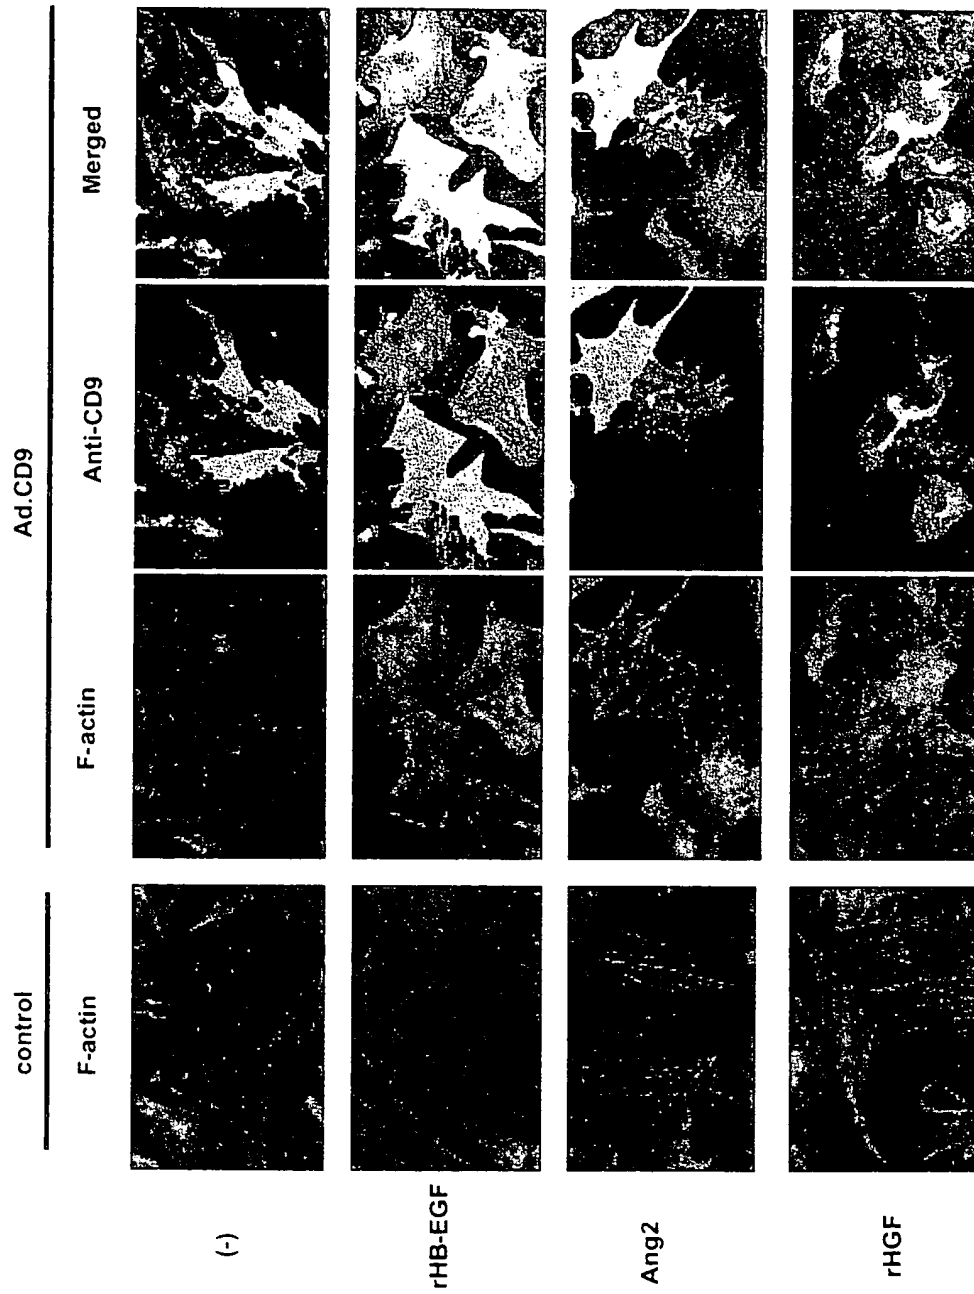 control
Ad.CD9
F-actin
F-actin
Anti-CD9
Merged
(-)
rHB-EGF
Ang2
rHGF